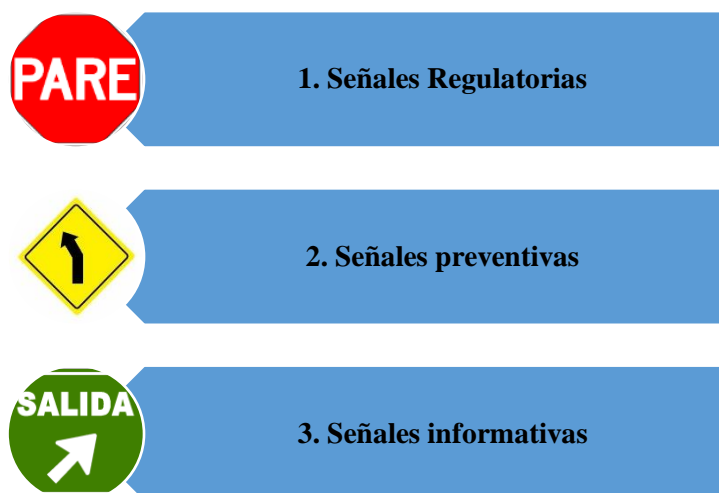 PARE
1. Señales Regulatorias
2. Señales preventivas
SALIDA
3. Señales informativas